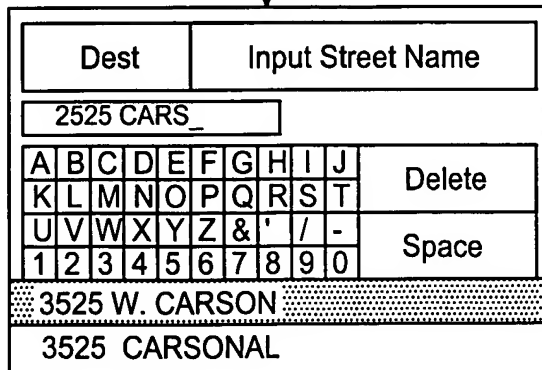 Dest Input Street Name
2525 CARS_
A B C D E F G H I J
K L M N O P Q R S T Delete
U V W X Y Z & ' / -
1 2 3 4 5 6 7 8 9 0 Space
3525 W. CARSON
3525 CARSONAL